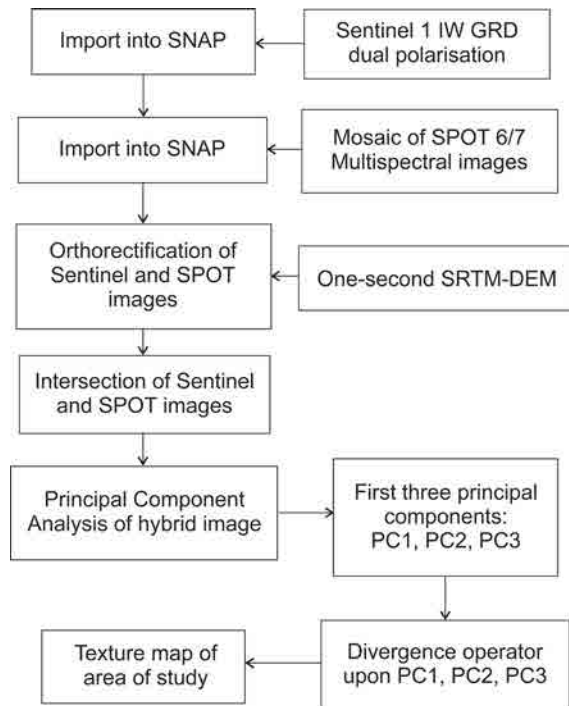 Import into SNAP
Sentinel 1 IW GRD
dual polarisation
Import into SNAP
Mosaic of SPOT 6/7
Multispectral images
Orthorectification of
Sentinel and SPOT
images
One-second SRTM-DEM
Intersection of Sentinel
and SPOT images
Principal Component
Analysis of hybrid image
First three principal
components:
PC1, PC2, PC3
Divergence operator
upon PC1, PC2, PC3
Texture map of
area of study